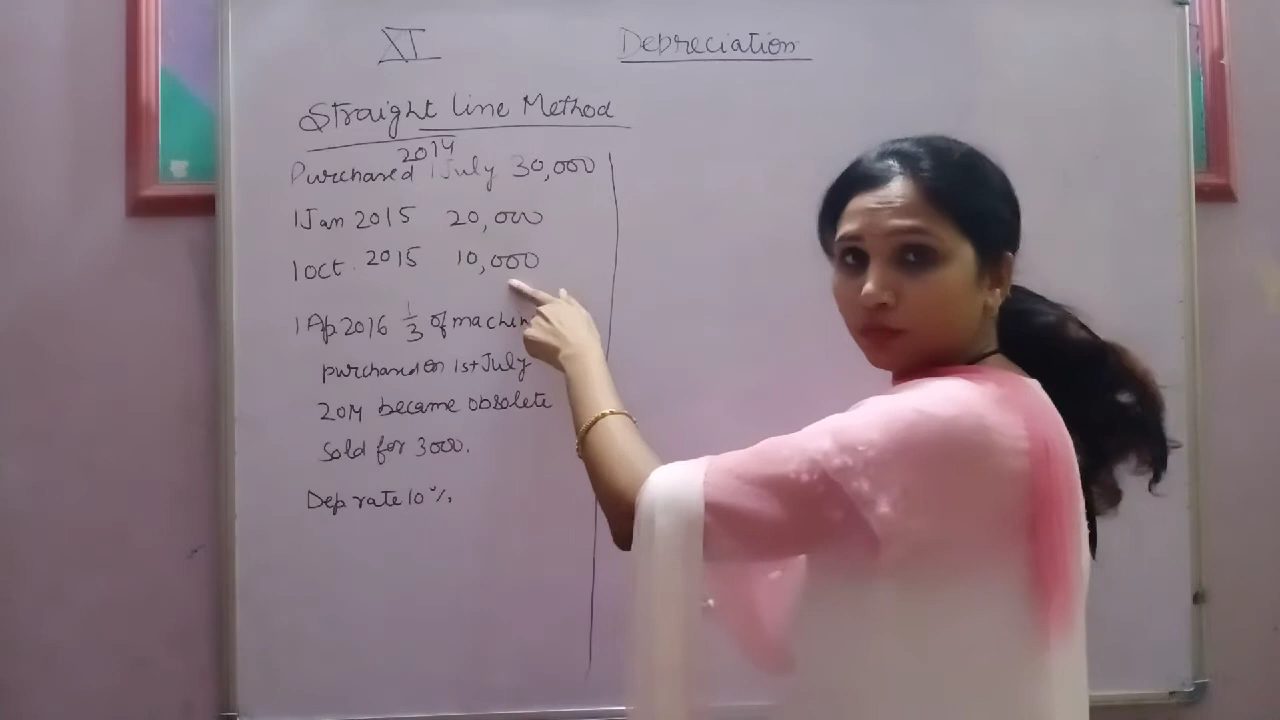 XI
Depreciation
Straight line Method
2014
Purchased 1 July 30,000
1 Jan 2015 20,000
1 Oct. 2015 10,000
1 Ap 2016 1/3 of machin
purchased on 1st July
2014 became obsolete
sold for 3000.
Dep rate 10%.